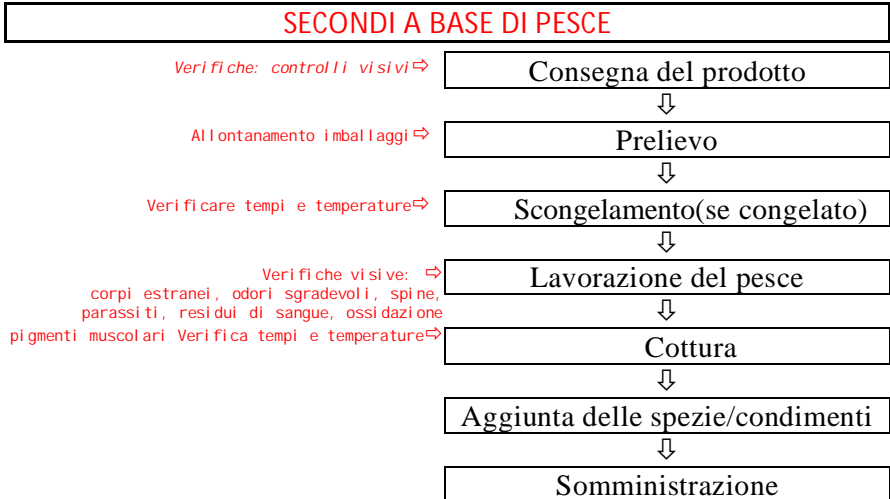 SECONDI A BASE DI PESCE
Verifiche: controlli visivi⇨
Consegna del prodotto
⇩
Allontanamento imballaggi⇨
Prelievo
⇩
Verificare tempi e temperature⇨
Scongelamento(se congelato)
⇩
Verifiche visive: ⇨
corpi estranei, odori sgradevoli, spine,
parassiti, residui di sangue, ossidazione
Lavorazione del pesce
⇩
pigmenti muscolari Verifica tempi e temperature⇨
Cottura
⇩
Aggiunta delle spezie/condimenti
⇩
Somministrazione